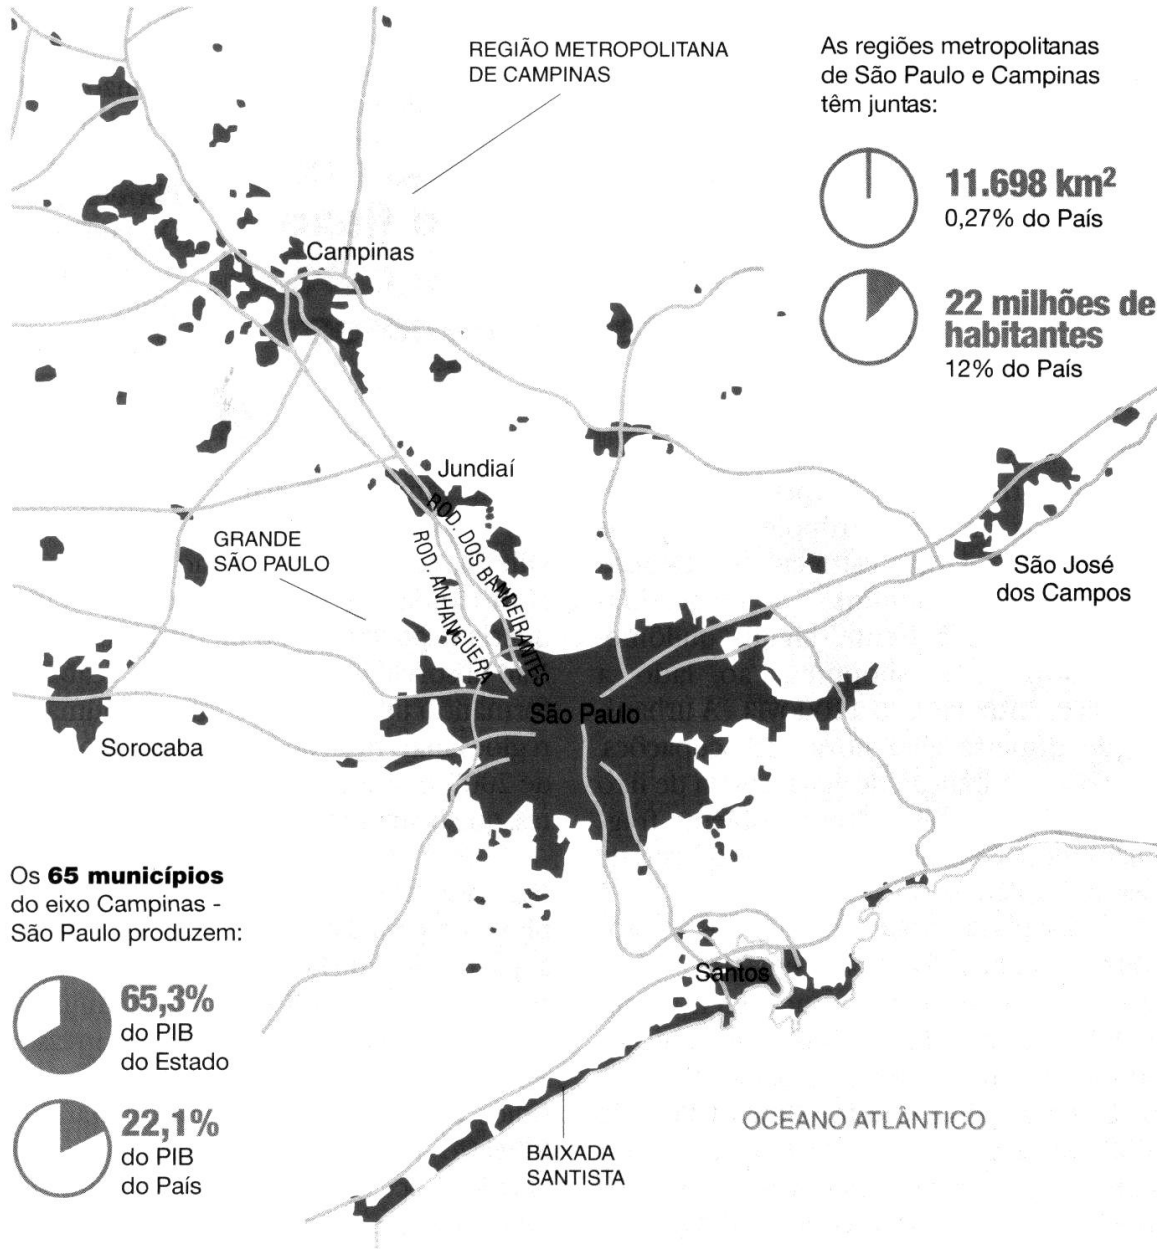 REGIÃO METROPOLITANA
DE CAMPINAS
As regiões metropolitanas
de São Paulo e Campinas
têm juntas:
11.698 km²
0,27% do País
22 milhões de
habitantes
12% do País
Campinas
Jundiaí
ROD. DOS BANDEIRANTES
ROD. ANHANGÜERA
GRANDE
SÃO PAULO
São José
dos Campos
São Paulo
Sorocaba
Os 65 municípios
do eixo Campinas -
São Paulo produzem:
65,3%
do PIB
do Estado
22,1%
do PIB
do País
Santos
OCEANO ATLÂNTICO
BAIXADA
SANTISTA